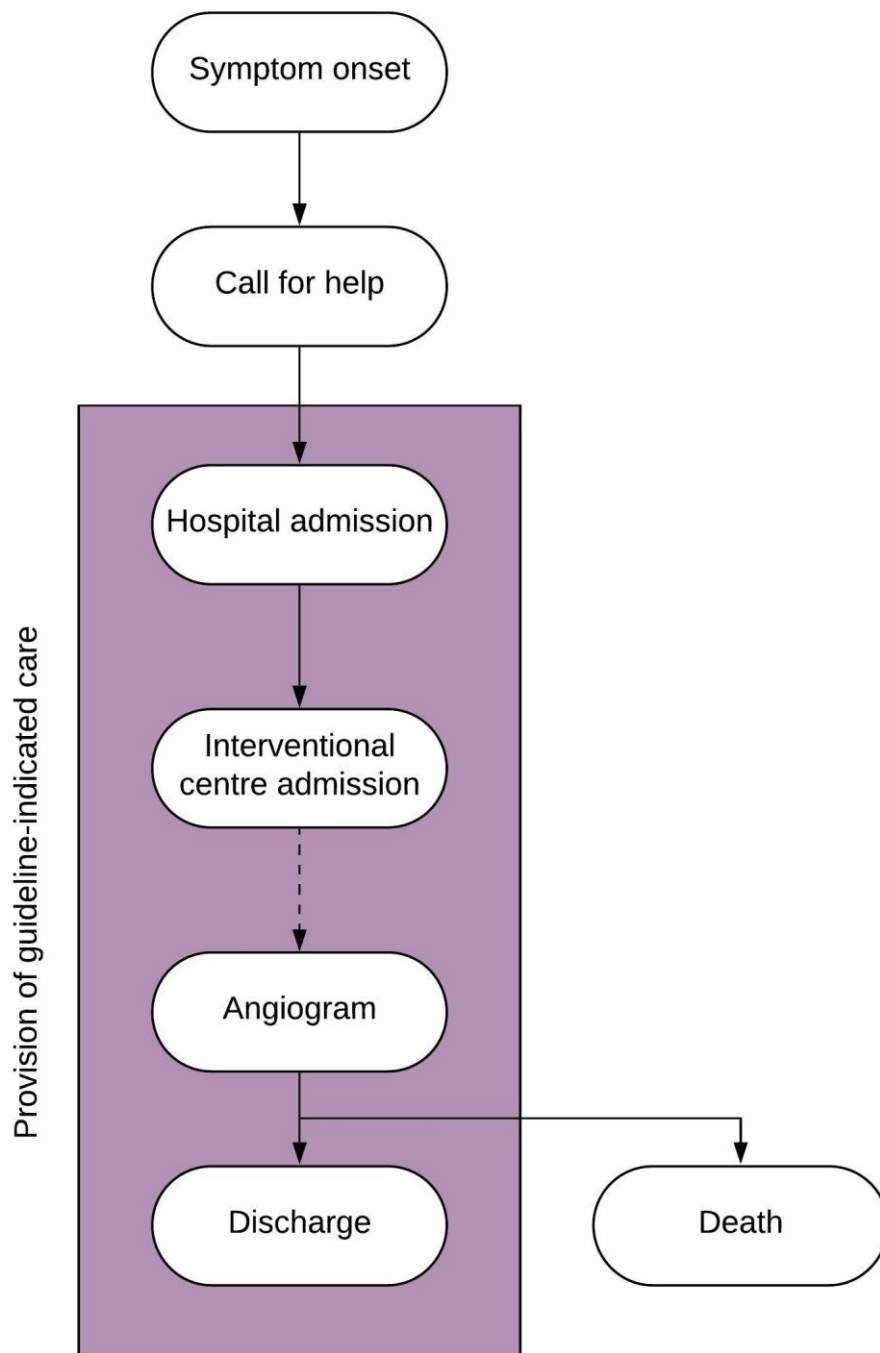 Symptom onset
Call for help
Hospital admission
Interventional
centre admission
Angiogram
Discharge
Death
Provision of guideline-indicated care